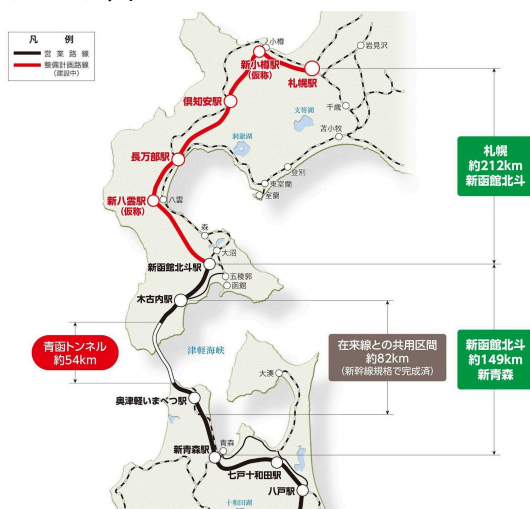 凡例
営業路線
整備計画路線
(建設中)
小樽
岩見沢
新小樽駅
(仮称)
札幌駅
倶知安駅
支笏湖
千歳
苫小牧
洞爺湖
長万部駅
登別
東室蘭
室蘭
札幌
約212km
新函館北斗
新八雲駅
(仮称)
八雲
森
大沼
新函館北斗駅
五稜郭
函館
木古内駅
青函トンネル
約54km
津軽海峡
在来線との共用区間
約82km
(新幹線規格で完成済)
新函館北斗
約149km
新青森
大湊
奥津軽いまべつ駅
青森
新青森駅
七戸十和田駅
八戸駅
十和田湖